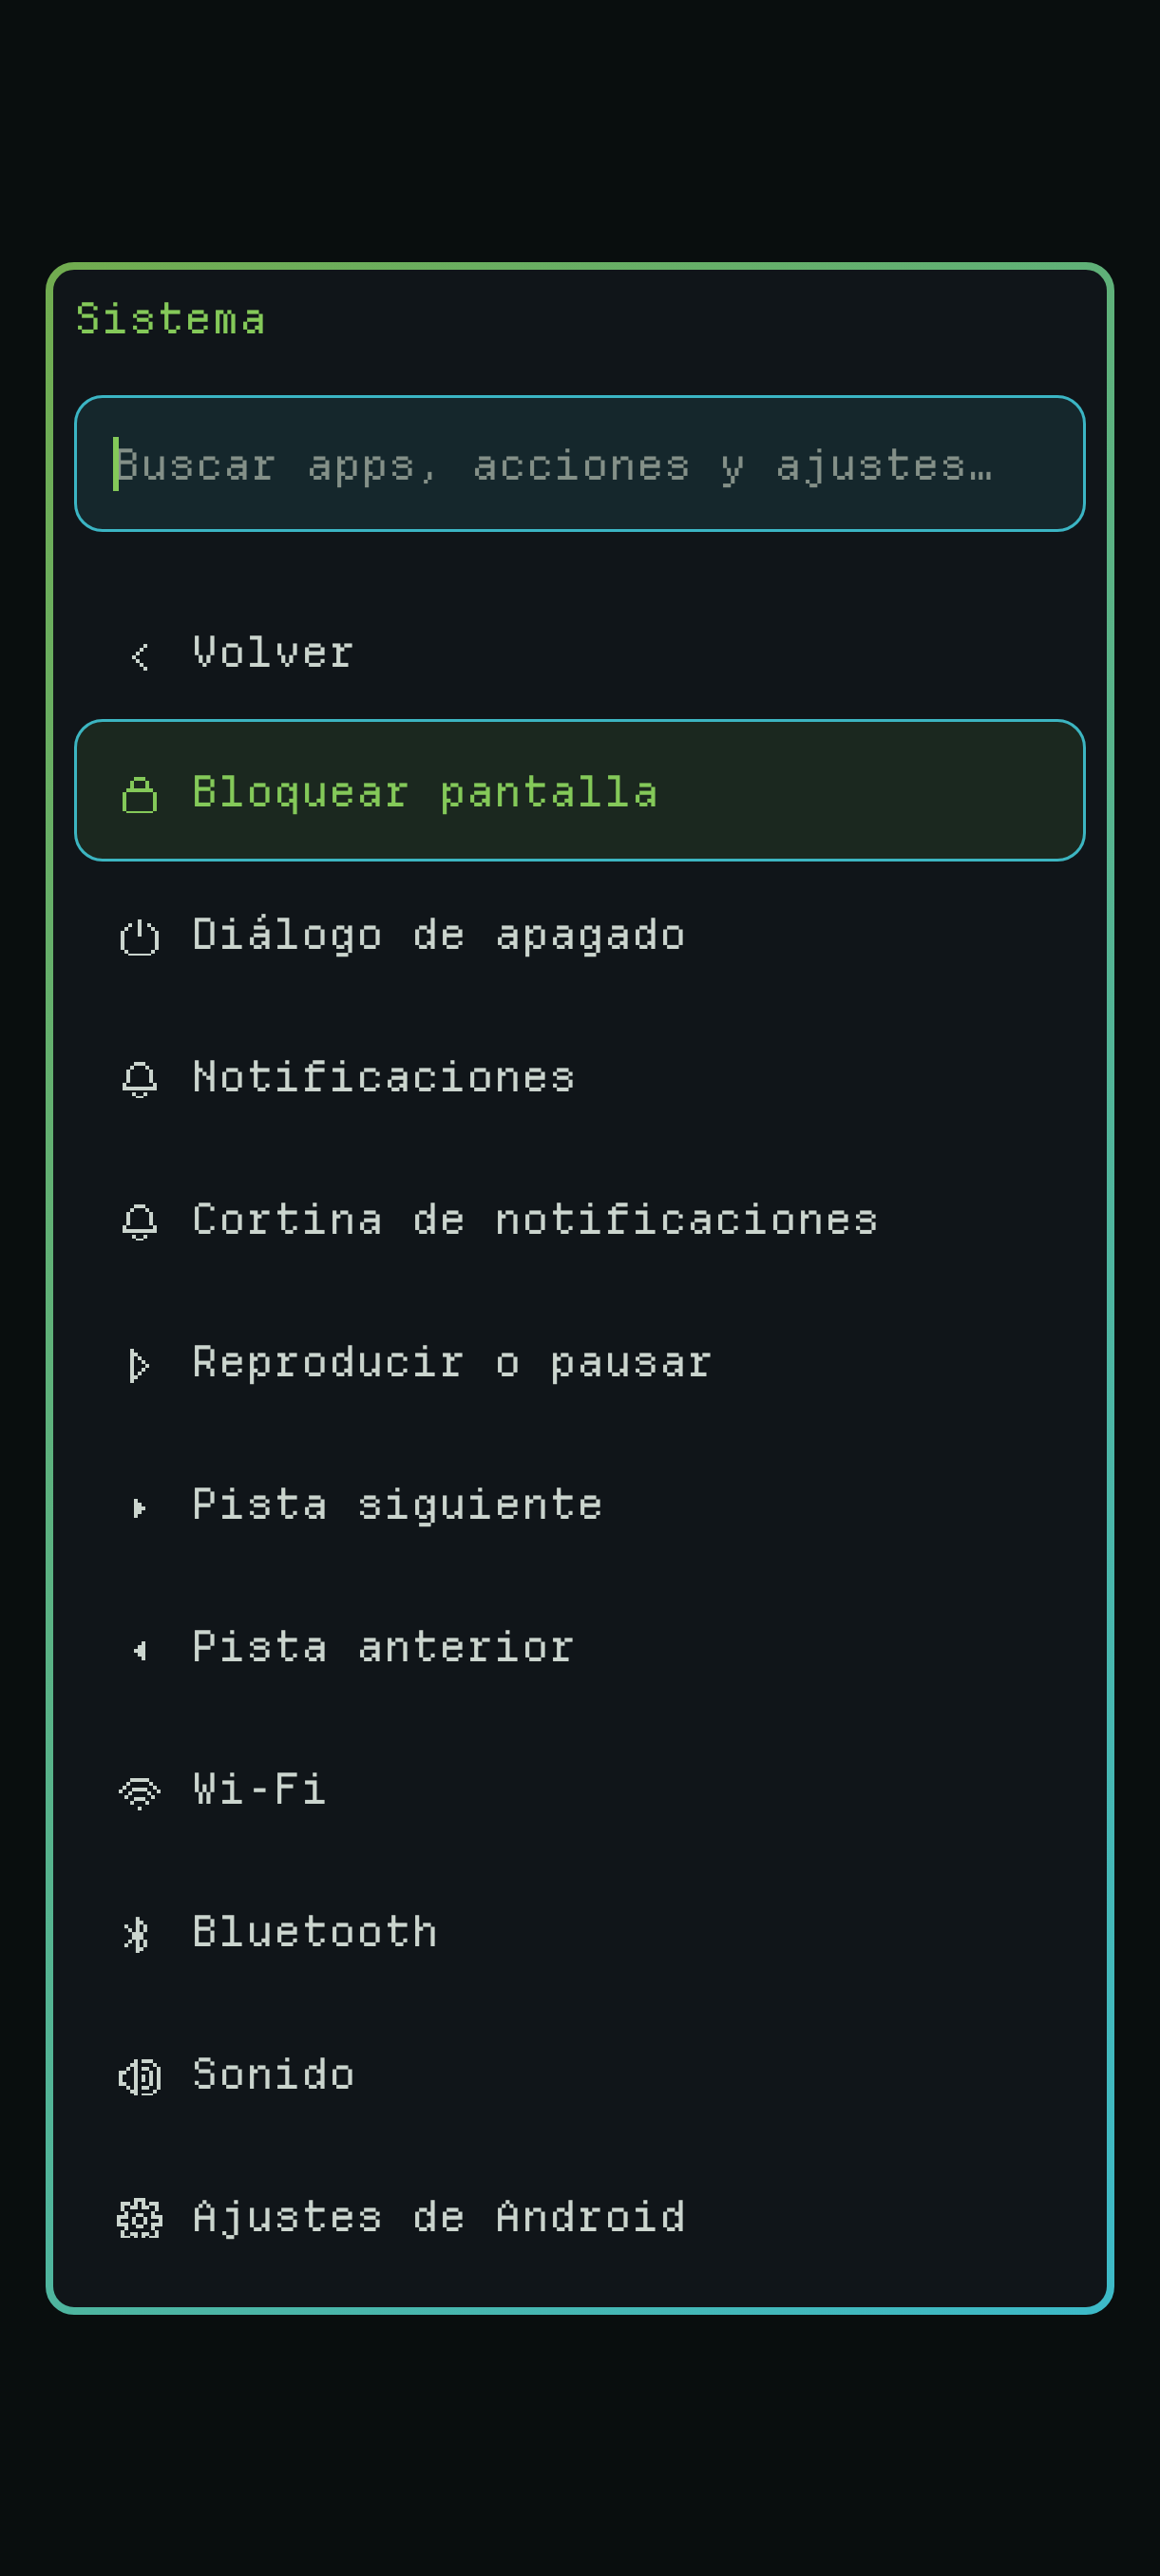 Sistema
Buscar apps, acciones y ajustes…
Volver
Bloquear pantalla
Diálogo de apagado
Notificaciones
Cortina de notificaciones
Reproducir o pausar
Pista siguiente
Pista anterior
Wi-Fi
Bluetooth
Sonido
Ajustes de Android